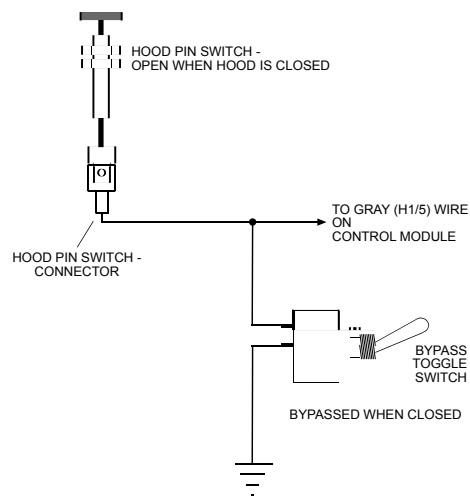 HOOD PIN SWITCH -
OPEN WHEN HOOD IS CLOSED
TO GRAY (H1/5) WIRE
ON
CONTROL MODULE
HOOD PIN SWITCH -
CONNECTOR
BYPASS
TOGGLE
SWITCH
BYPASSED WHEN CLOSED